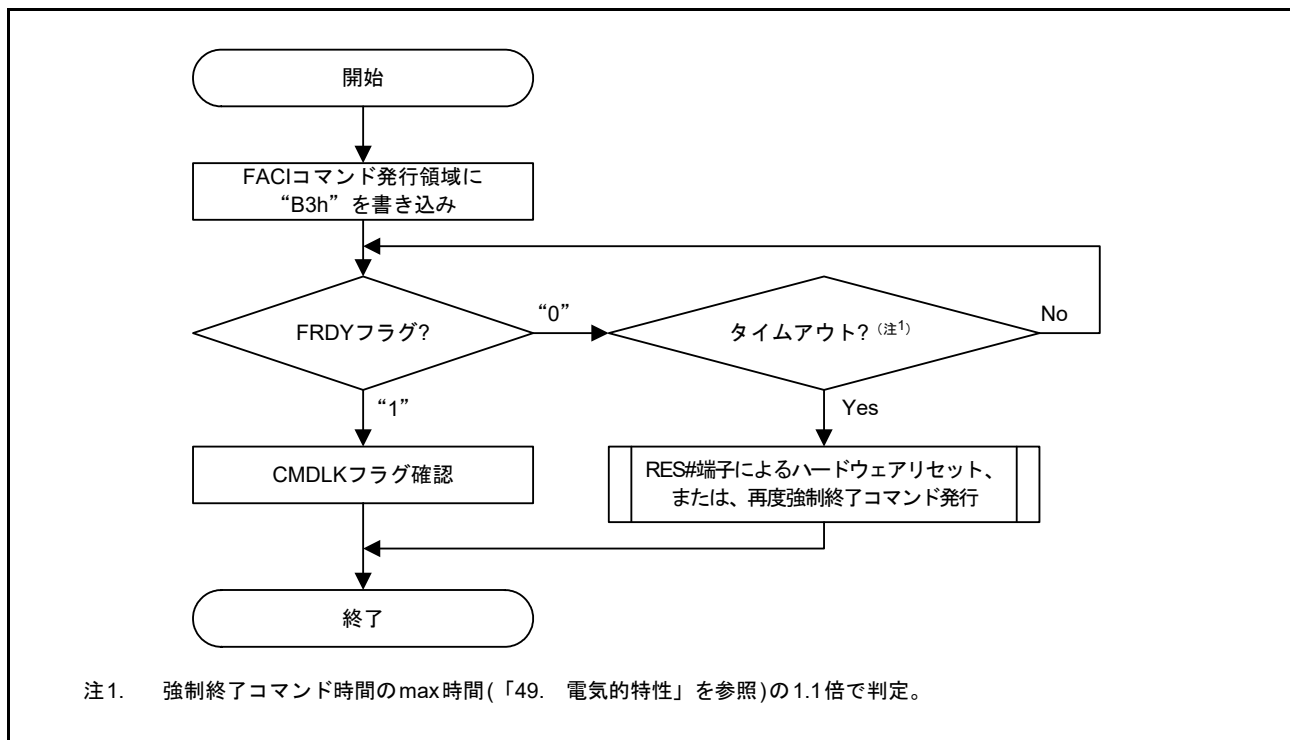 開始
FACIコマンド発行領域に
“B3h”を書き込み
FRDYフラグ?
“0”
タイムアウト?（注1）
No
“1”
Yes
CMDLKフラグ確認
RES#端子によるハードウェアリセット、
または、再度強制終了コマンド発行
終了
注1. 強制終了コマンド時間のmax時間(「49. 電気的特性」を参照)の1.1倍で判定。